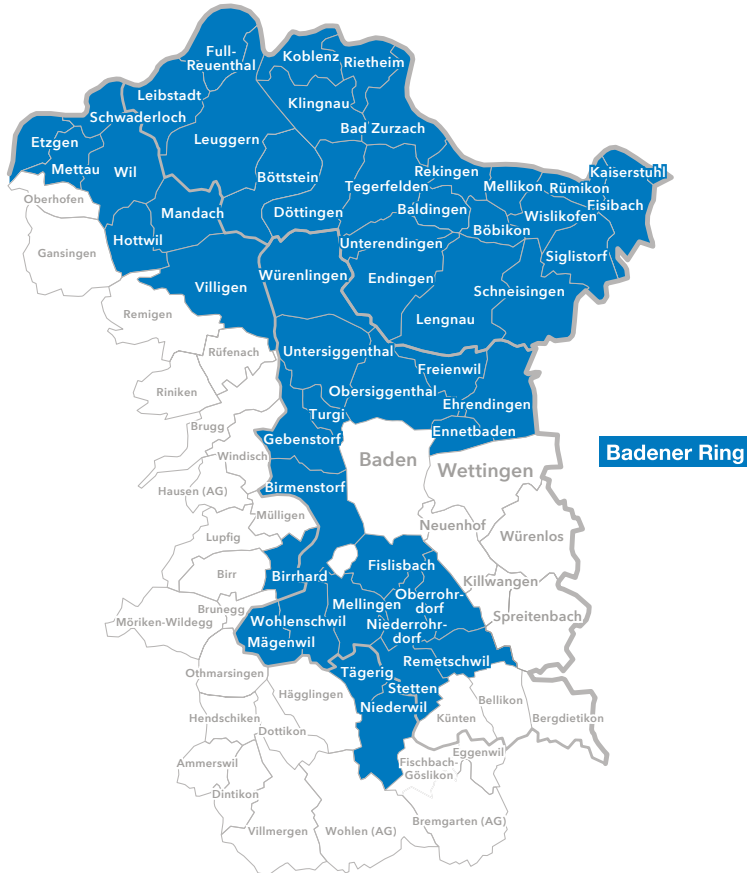 Full-
Reuenthal
Koblenz
Rietheim
Leibstadt
Klingnau
Schwaderloch
Bad Zurzach
Etzgen
Leuggern
Mettau
Wil
Rekingen
Kaiserstuhl
Böttstein
Tegerfelden
Mellikon
Rümikon
Oberhofen
Fisibach
Mandach
Döttingen
Baldingen
Wislikofen
Böbikon
Hottwil
Unterendingen
Gansingen
Siglistorf
Würenlingen
Endingen
Villigen
Schneisingen
Remigen
Lengnau
Rüfenach
Untersiggenthal
Freienwil
Riniken
Obersiggenthal
Ehrendingen
Turgi
Brugg
Ennetbaden
Gebenstorf
Windisch
Baden
Badener Ring
Wettingen
Hausen (AG)
Birmenstorf
Mülligen
Neuenhof
Lupfig
Würenlos
Fislisbach
Birr
Birrhard
Killwangen
Oberrohr-
dorf
Mellingen
Brunegg
Spreitenbach
Möriken-Wildegg
Wohlenschwil
Niederrohr-
dorf
Mägenwil
Remetschwil
Othmarsingen
Tägerig
Stetten
Hägglingen
Bellikon
Niederwil
Hendschiken
Künten
Bergdietikon
Dottikon
Eggenwil
Ammerswil
Fischbach-
Göslikon
Dintikon
Bremgarten (AG)
Villmergen
Wohlen (AG)